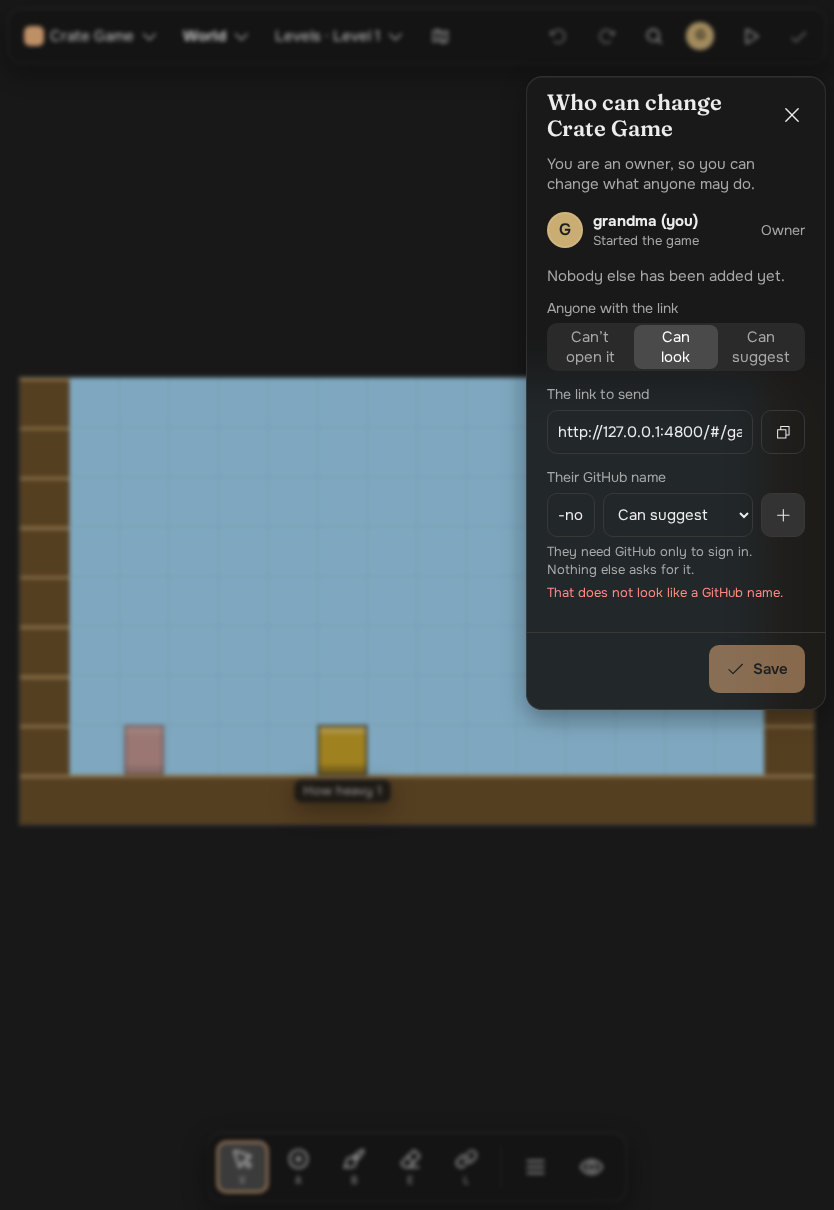 Crate Game
World
Levels · Level 1
Who can change
Crate Game
You are an owner, so you can
change what anyone may do.
G
grandma (you)
Started the game
Owner
Nobody else has been added yet.
Anyone with the link
Can’t
open it
Can
look
Can
suggest
The link to send
http://127.0.0.1:4800/#/ga
Their GitHub name
-no
Can suggest
They need GitHub only to sign in.
Nothing else asks for it.
That does not look like a GitHub name.
Save
How heavy 1
V
A
B
E
L